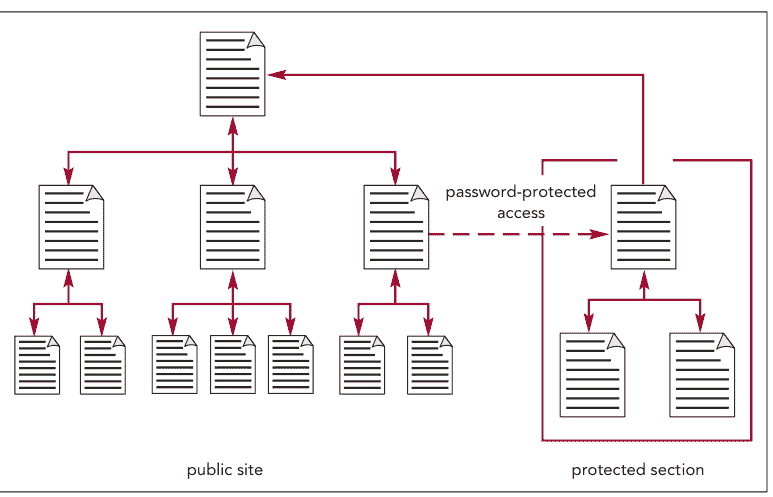 password-protected
access
public site
protected section